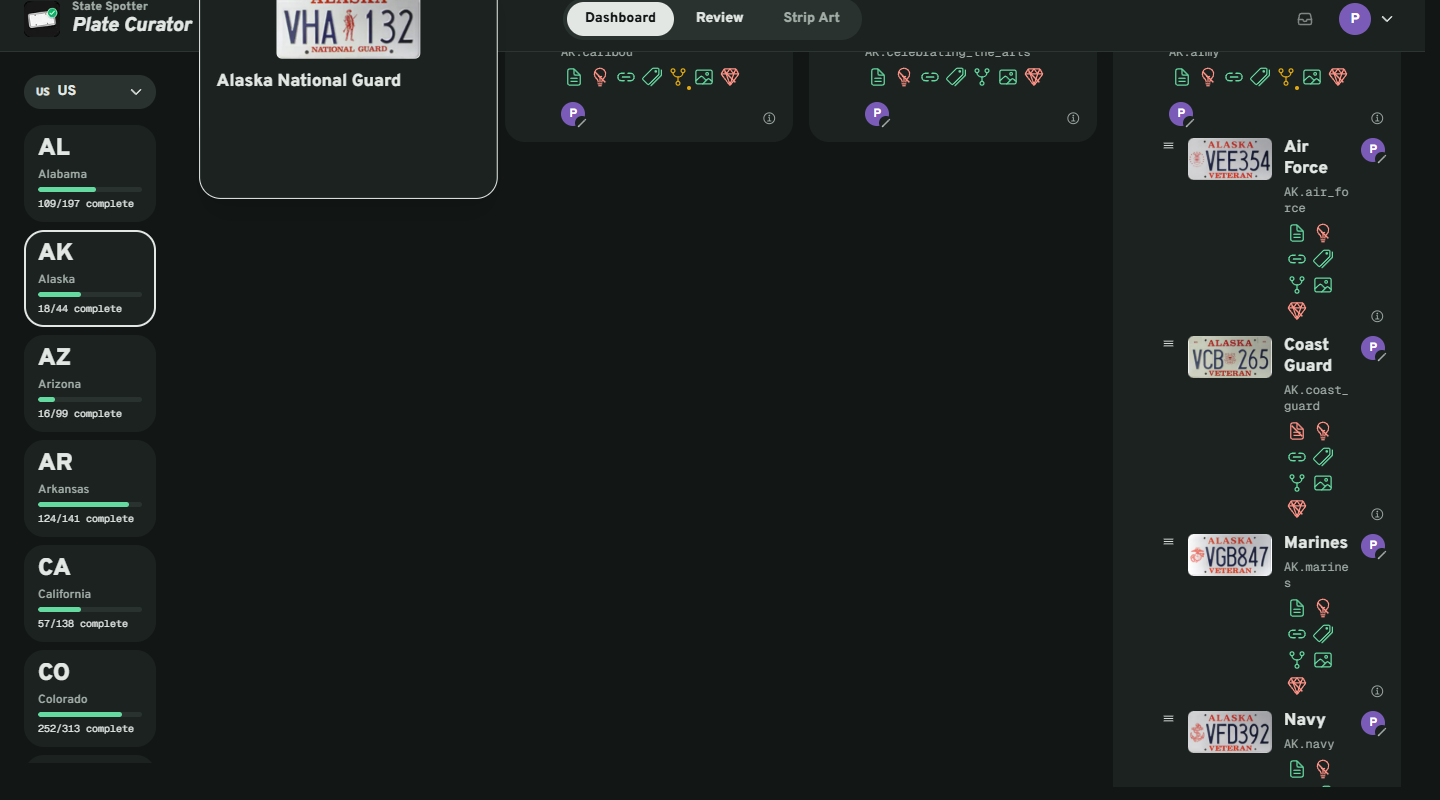 State Spotter
Plate Curator
Dashboard
Review
Strip Art
P
US US
AL
Alabama
109/197 complete
AK
Alaska
18/44 complete
AZ
Arizona
16/99 complete
AR
Arkansas
124/141 complete
CA
California
57/138 complete
CO
Colorado
252/313 complete
ALASKA
VHA 132
NATIONAL GUARD
Alaska National Guard
AK.caribou
P
AK.celebrating_the_arts
P
AK.army
P
ALASKA
VEE354
VETERAN
Air
Force
AK.air_fo
rce
P
ALASKA
VCB 265
VETERAN
Coast
Guard
AK.coast_
guard
P
ALASKA
VGB847
VETERAN
Marines
AK.marine
s
P
ALASKA
VFD392
VETERAN
Navy
AK.navy
P